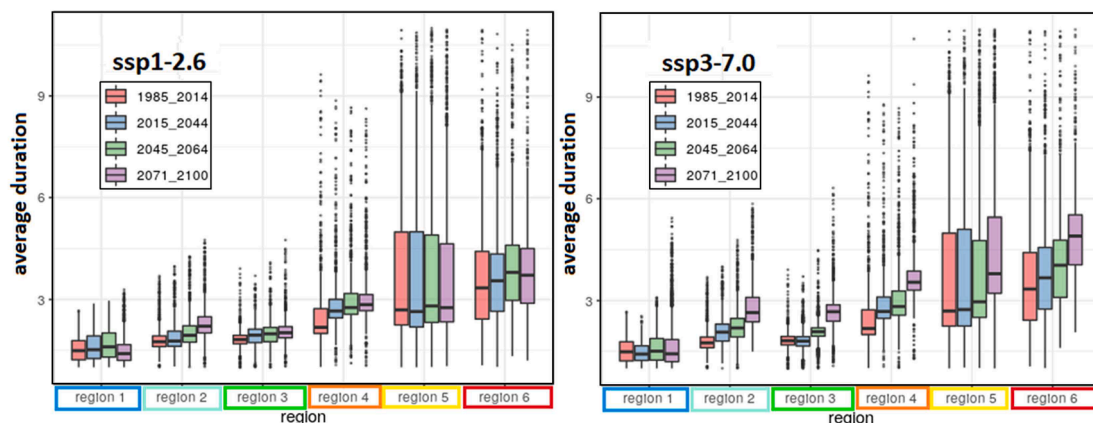 ssp1-2.6
1985_2014
2015_2044
2045_2064
2071_2100
average duration
9
6
3
region 1
region 2
region 3
region 4
region 5
region 6
region
ssp3-7.0
1985_2014
2015_2044
2045_2064
2071_2100
average duration
9
6
3
region 1
region 2
region 3
region 4
region 5
region 6
region